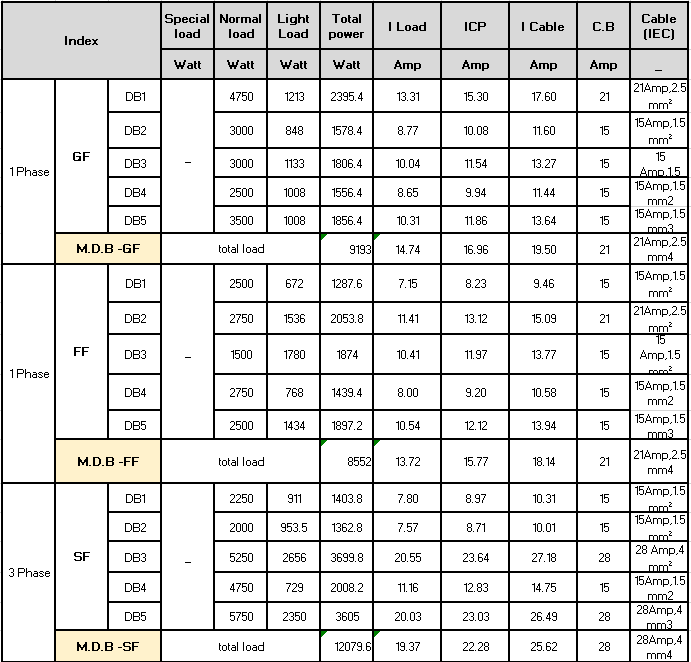 Index Special load Normal load Light Load Total power I Load ICP I Cable C.B Cable (IEC)
Watt Watt Watt Watt Amp Amp Amp Amp _
1 Phase GF DB1 _ 4750 1213 2395.4 13.31 15.30 17.60 21 21Amp,2.5 mm²
DB2 3000 848 1578.4 8.77 10.08 11.60 15 15Amp,1.5 mm²
DB3 3000 1133 1806.4 10.04 11.54 13.27 15 15 Amp,1.5
DB4 2500 1008 1556.4 8.65 9.94 11.44 15 15Amp,1.5 mm2
DB5 3500 1008 1856.4 10.31 11.86 13.64 15 15Amp,1.5 mm3
M.D.B -GF total load 9193 14.74 16.96 19.50 21 21Amp,2.5 mm4
1 Phase FF DB1 _ 2500 672 1287.6 7.15 8.23 9.46 15 15Amp,1.5 mm²
DB2 2750 1536 2053.8 11.41 13.12 15.09 21 21Amp,2.5 mm²
DB3 1500 1780 1874 10.41 11.97 13.77 15 15 Amp,1.5 mm²
DB4 2750 768 1439.4 8.00 9.20 10.58 15 15Amp,1.5 mm2
DB5 2500 1434 1897.2 10.54 12.12 13.94 15 15Amp,1.5 mm3
M.D.B -FF total load 8552 13.72 15.77 18.14 21 21Amp,2.5 mm4
3 Phase SF DB1 _ 2250 911 1403.8 7.80 8.97 10.31 15 15Amp,1.5 mm²
DB2 2000 953.5 1362.8 7.57 8.71 10.01 15 15Amp,1.5 mm²
DB3 5250 2656 3699.8 20.55 23.64 27.18 28 28 Amp,4 mm²
DB4 4750 729 2008.2 11.16 12.83 14.75 15 15Amp,1.5 mm2
DB5 5750 2350 3605 20.03 23.03 26.49 28 28Amp,4 mm3
M.D.B -SF total load 12079.6 19.37 22.28 25.62 28 28Amp,4 mm4